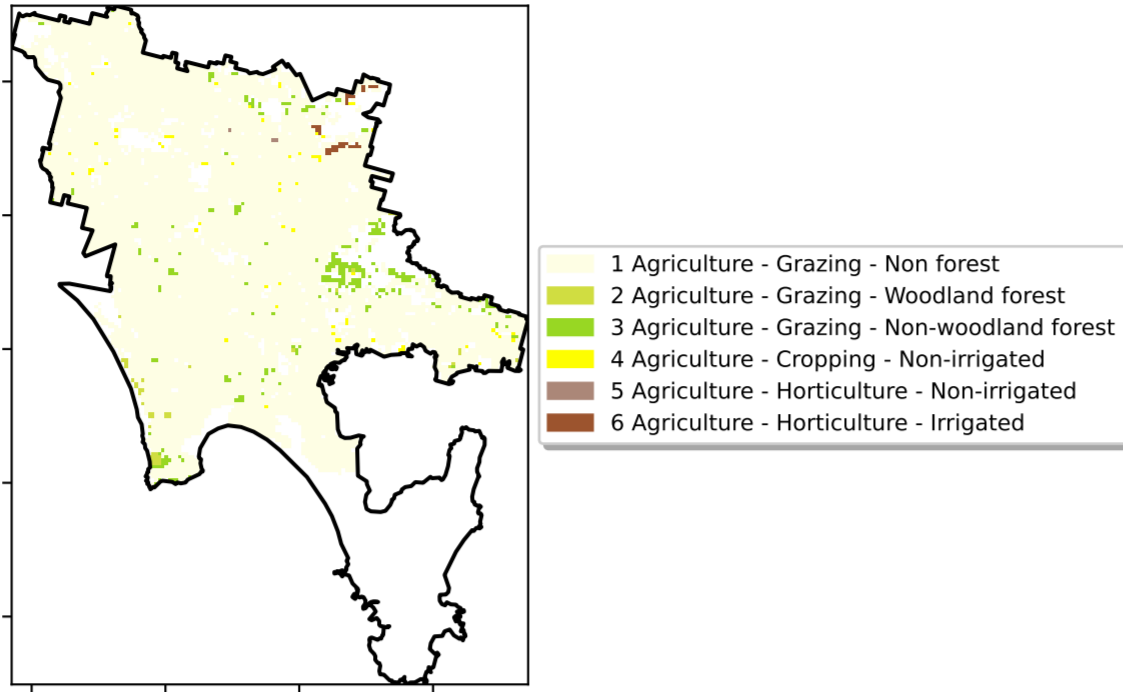 1 Agriculture - Grazing - Non forest
2 Agriculture - Grazing - Woodland forest
3 Agriculture - Grazing - Non-woodland forest
4 Agriculture - Cropping - Non-irrigated
5 Agriculture - Horticulture - Non-irrigated
6 Agriculture - Horticulture - Irrigated